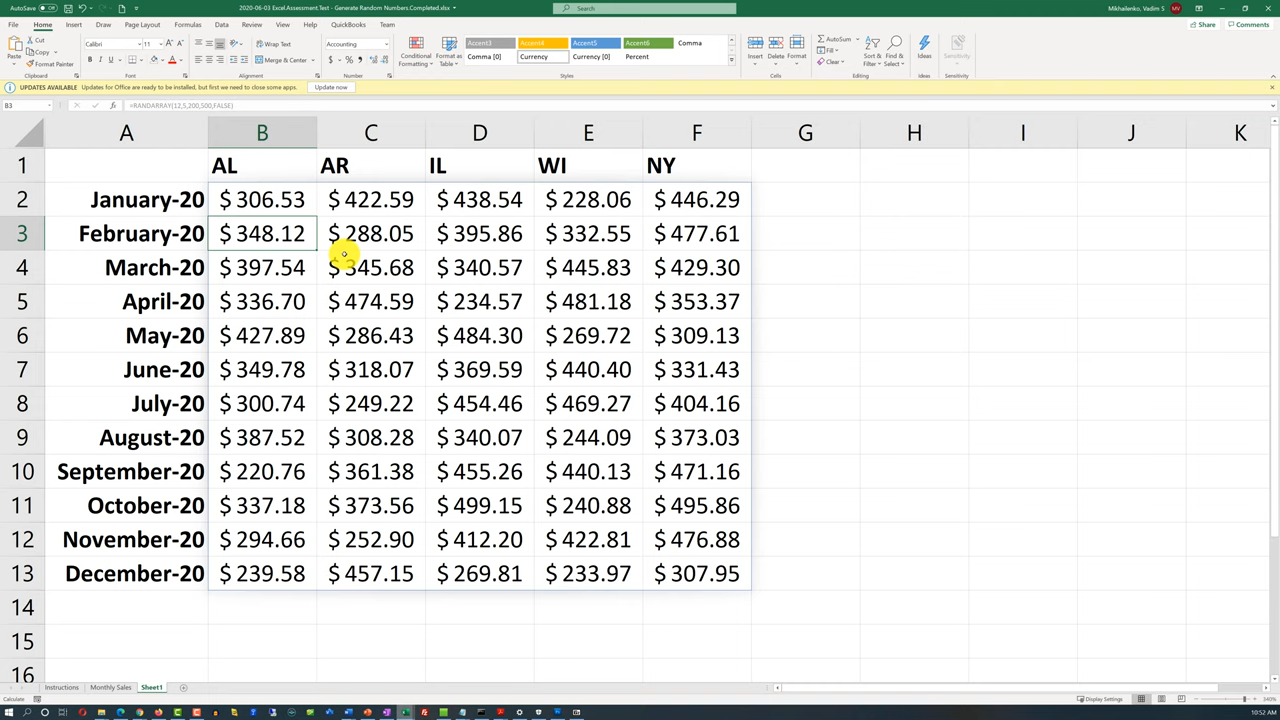 AutoSave Off
2020-06-03 Excel.Assessment.Test - Generate Random Numbers.Completed.xlsx
Search
Mikhailenko, Vadim S
MV
File Home Insert Draw Page Layout Formulas Data Review View Developer Help QuickBooks Team
Share Comments
Paste
Cut
Copy
Format Painter
Calibri 11
B I U
Wrap Text
Merge & Center
Accounting
$ % 
Conditional Formatting
Format as Table
Accent3 Accent4 Accent5 Accent6 Comma
Comma [0] Currency Currency [0] Percent
Insert Delete Format
AutoSum
Fill
Clear
Sort & Filter
Find & Select
Ideas
Sensitivity
Clipboard Font Alignment Number Styles Cells Editing Ideas Sensitivity
UPDATES AVAILABLE Updates for Office are ready to be installed, but first we need to close some apps. Update now
B3 fx =RANDARRAY(12,5,200,500,FALSE)
A B C D E F G H I J K
1 AL AR IL WI NY
2 January-20 $ 306.53 $ 422.59 $ 438.54 $ 228.06 $ 446.29
3 February-20 $ 348.12 $ 288.05 $ 395.86 $ 332.55 $ 477.61
4 March-20 $ 397.54 $ 345.68 $ 340.57 $ 445.83 $ 429.30
5 April-20 $ 336.70 $ 474.59 $ 234.57 $ 481.18 $ 353.37
6 May-20 $ 427.89 $ 286.43 $ 484.30 $ 269.72 $ 309.13
7 June-20 $ 349.78 $ 318.07 $ 369.59 $ 440.40 $ 331.43
8 July-20 $ 300.74 $ 249.22 $ 454.46 $ 469.27 $ 404.16
9 August-20 $ 387.52 $ 308.28 $ 340.07 $ 244.09 $ 373.03
10 September-20 $ 220.76 $ 361.38 $ 455.26 $ 440.13 $ 471.16
11 October-20 $ 337.18 $ 373.56 $ 499.15 $ 240.88 $ 495.86
12 November-20 $ 294.66 $ 252.90 $ 412.20 $ 422.81 $ 476.88
13 December-20 $ 239.58 $ 457.15 $ 269.81 $ 233.97 $ 307.95
14
15
16
Instructions Monthly Sales Sheet1
Calculate
Display Settings
340%
10:52 AM